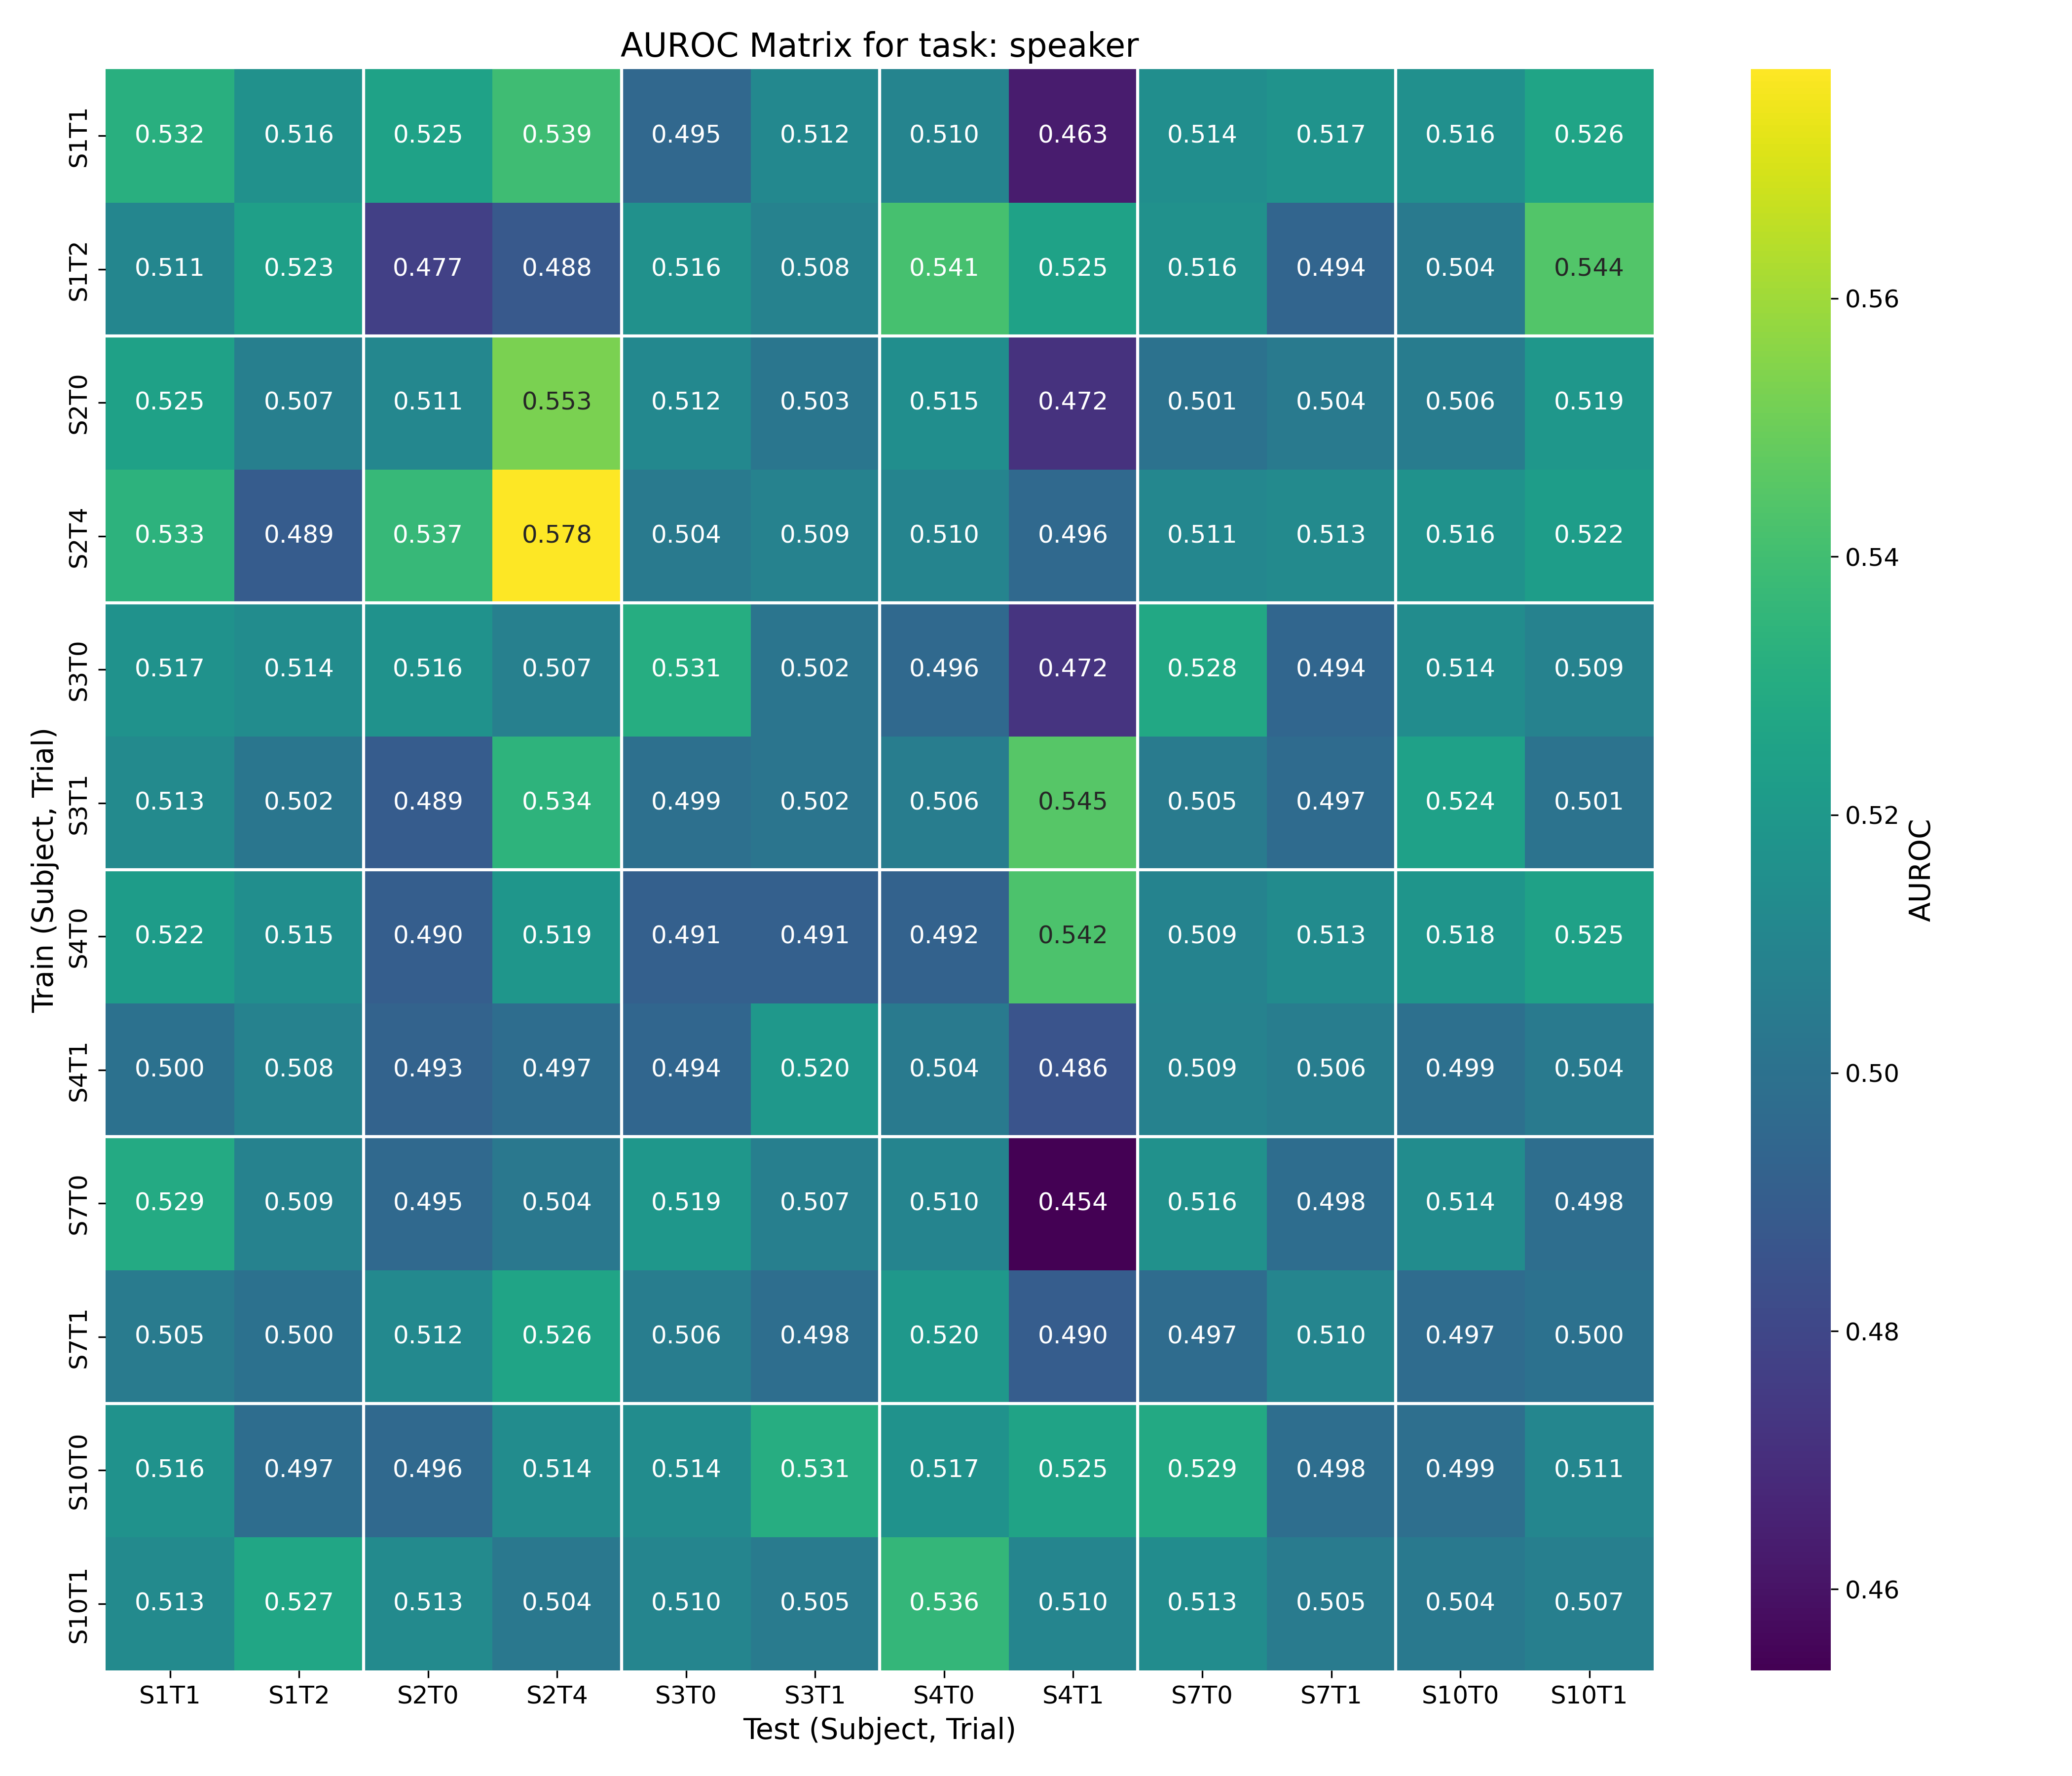 AUROC Matrix for task: speaker
S1T1 0.532 0.516 0.525 0.539 0.495 0.512 0.510 0.463 0.514 0.517 0.516 0.526
S1T2 0.511 0.523 0.477 0.488 0.516 0.508 0.541 0.525 0.516 0.494 0.504 0.544
S2T0 0.525 0.507 0.511 0.553 0.512 0.503 0.515 0.472 0.501 0.504 0.506 0.519
S2T4 0.533 0.489 0.537 0.578 0.504 0.509 0.510 0.496 0.511 0.513 0.516 0.522
S3T0 0.517 0.514 0.516 0.507 0.531 0.502 0.496 0.472 0.528 0.494 0.514 0.509
S3T1 0.513 0.502 0.489 0.534 0.499 0.502 0.506 0.545 0.505 0.497 0.524 0.501
S4T0 0.522 0.515 0.490 0.519 0.491 0.491 0.492 0.542 0.509 0.513 0.518 0.525
S4T1 0.500 0.508 0.493 0.497 0.494 0.520 0.504 0.486 0.509 0.506 0.499 0.504
S7T0 0.529 0.509 0.495 0.504 0.519 0.507 0.510 0.454 0.516 0.498 0.514 0.498
S7T1 0.505 0.500 0.512 0.526 0.506 0.498 0.520 0.490 0.497 0.510 0.497 0.500
S10T0 0.516 0.497 0.496 0.514 0.514 0.531 0.517 0.525 0.529 0.498 0.499 0.511
S10T1 0.513 0.527 0.513 0.504 0.510 0.505 0.536 0.510 0.513 0.505 0.504 0.507
S1T1 S1T2 S2T0 S2T4 S3T0 S3T1 S4T0 S4T1 S7T0 S7T1 S10T0 S10T1
Test (Subject, Trial)
Train (Subject, Trial)
0.56
0.54
0.52
0.50
0.48
0.46
AUROC